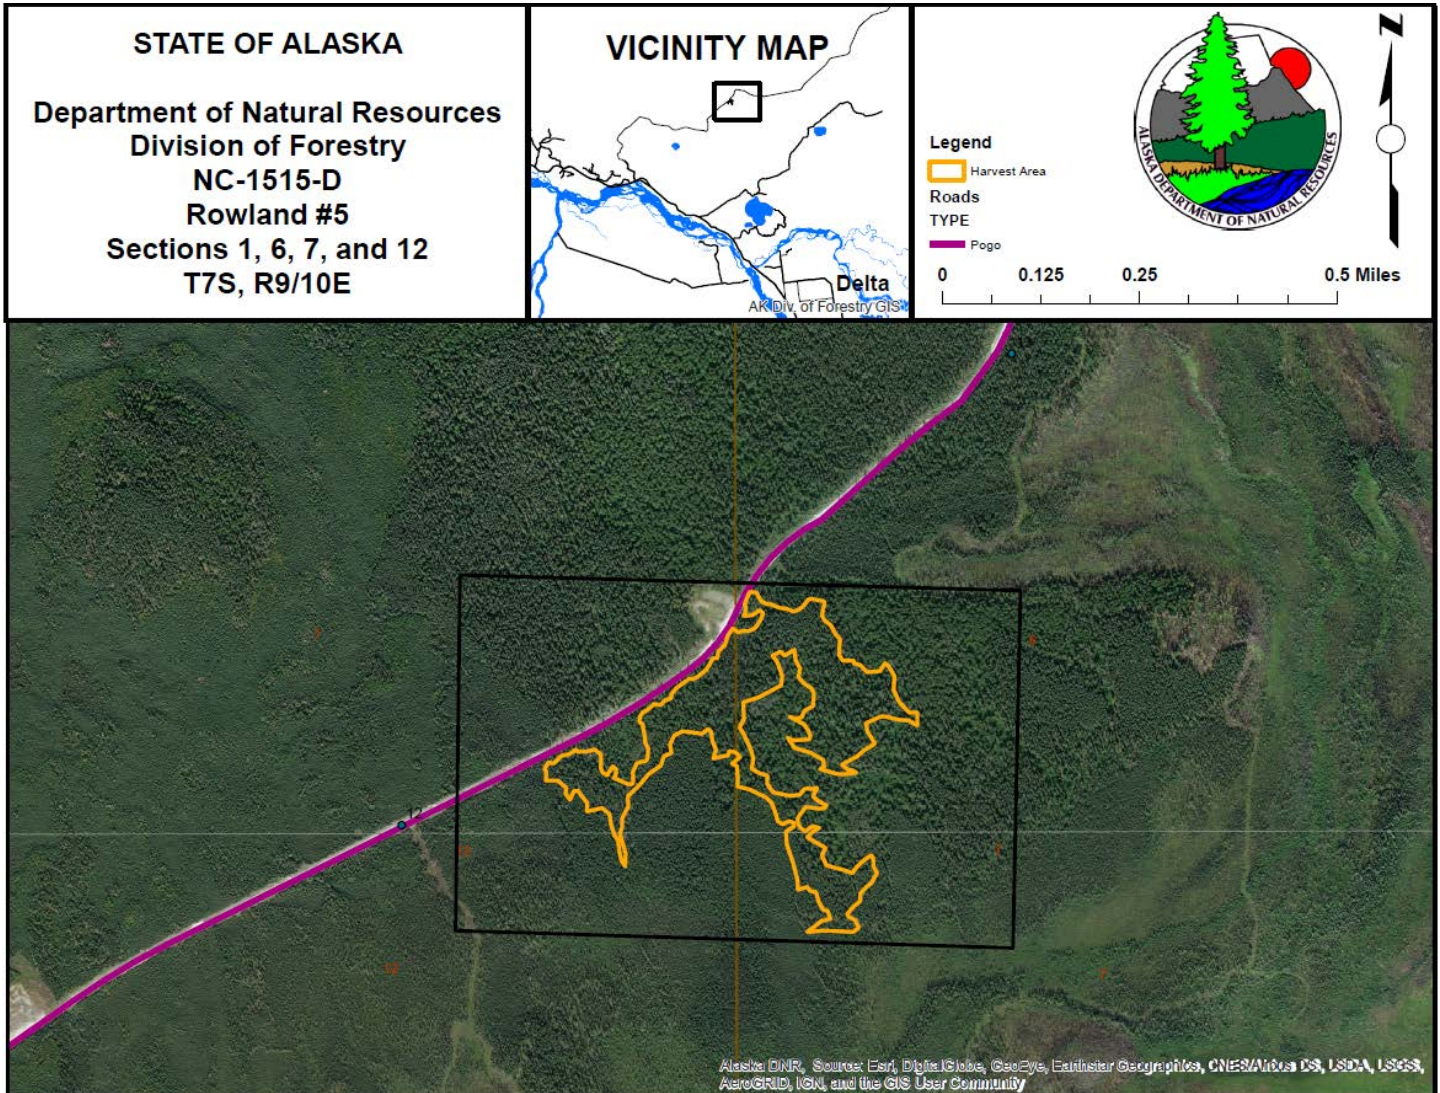 STATE OF ALASKA
Department of Natural Resources
Division of Forestry
NC-1515-D
Rowland #5
Sections 1, 6, 7, and 12
T7S, R9/10E
VICINITY MAP
Delta
AK Div. of Forestry GIS
Legend
Harvest Area
Roads
TYPE
Pogo
0 0.125 0.25 0.5 Miles
ALASKA DEPARTMENT OF NATURAL RESOURCES
N
6
12
12
7
Alaska DNR, Source: Esri, DigitalGlobe, GeoEye, Earthstar Geographics, CNES/Airbus DS, USDA, USGS,
AeroGRID, IGN, and the GIS User Community